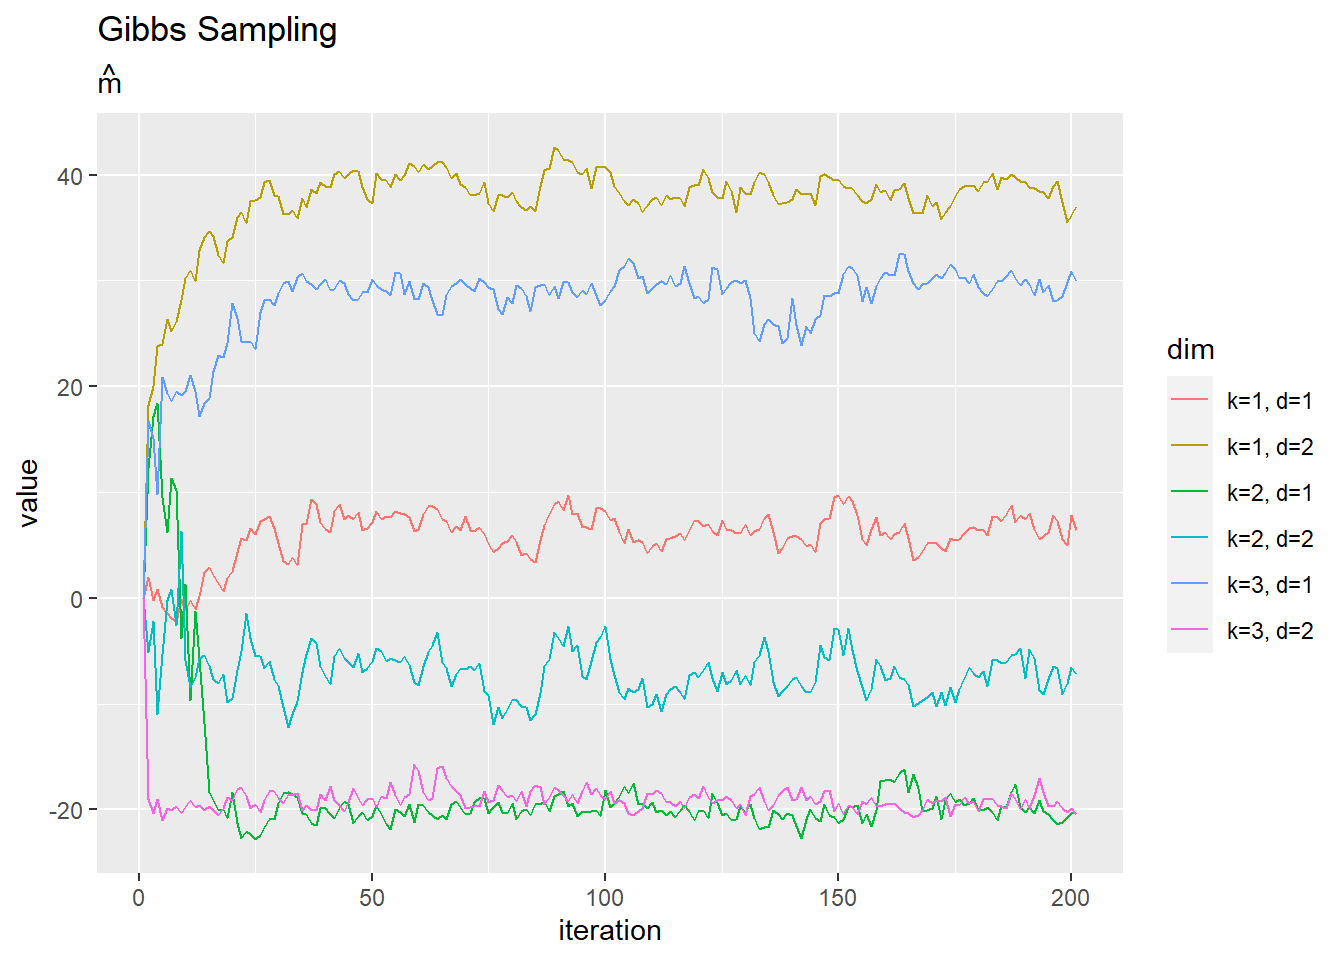 Gibbs Sampling
m̂
40
20
0
-20
value
0 50 100 150 200
iteration
dim
k=1, d=1
k=1, d=2
k=2, d=1
k=2, d=2
k=3, d=1
k=3, d=2